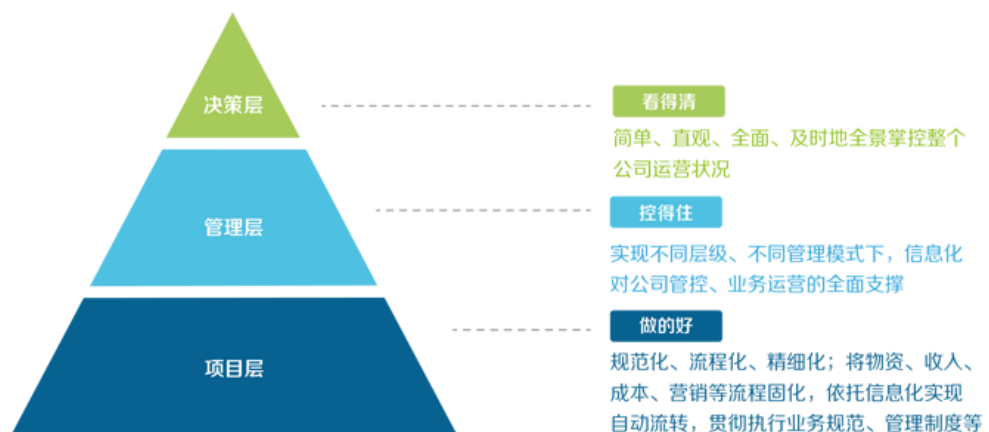 决策层
看得清
简单、直观、全面、及时地全景掌控整个
公司运营状况
管理层
控得住
实现不同层级、不同管理模式下，信息化
对公司管控、业务运营的全面支撑
项目层
做的好
规范化、流程化、精细化；将物资、收入、
成本、营销等流程固化，依托信息化实现
自动流转，贯彻执行业务规范、管理制度等